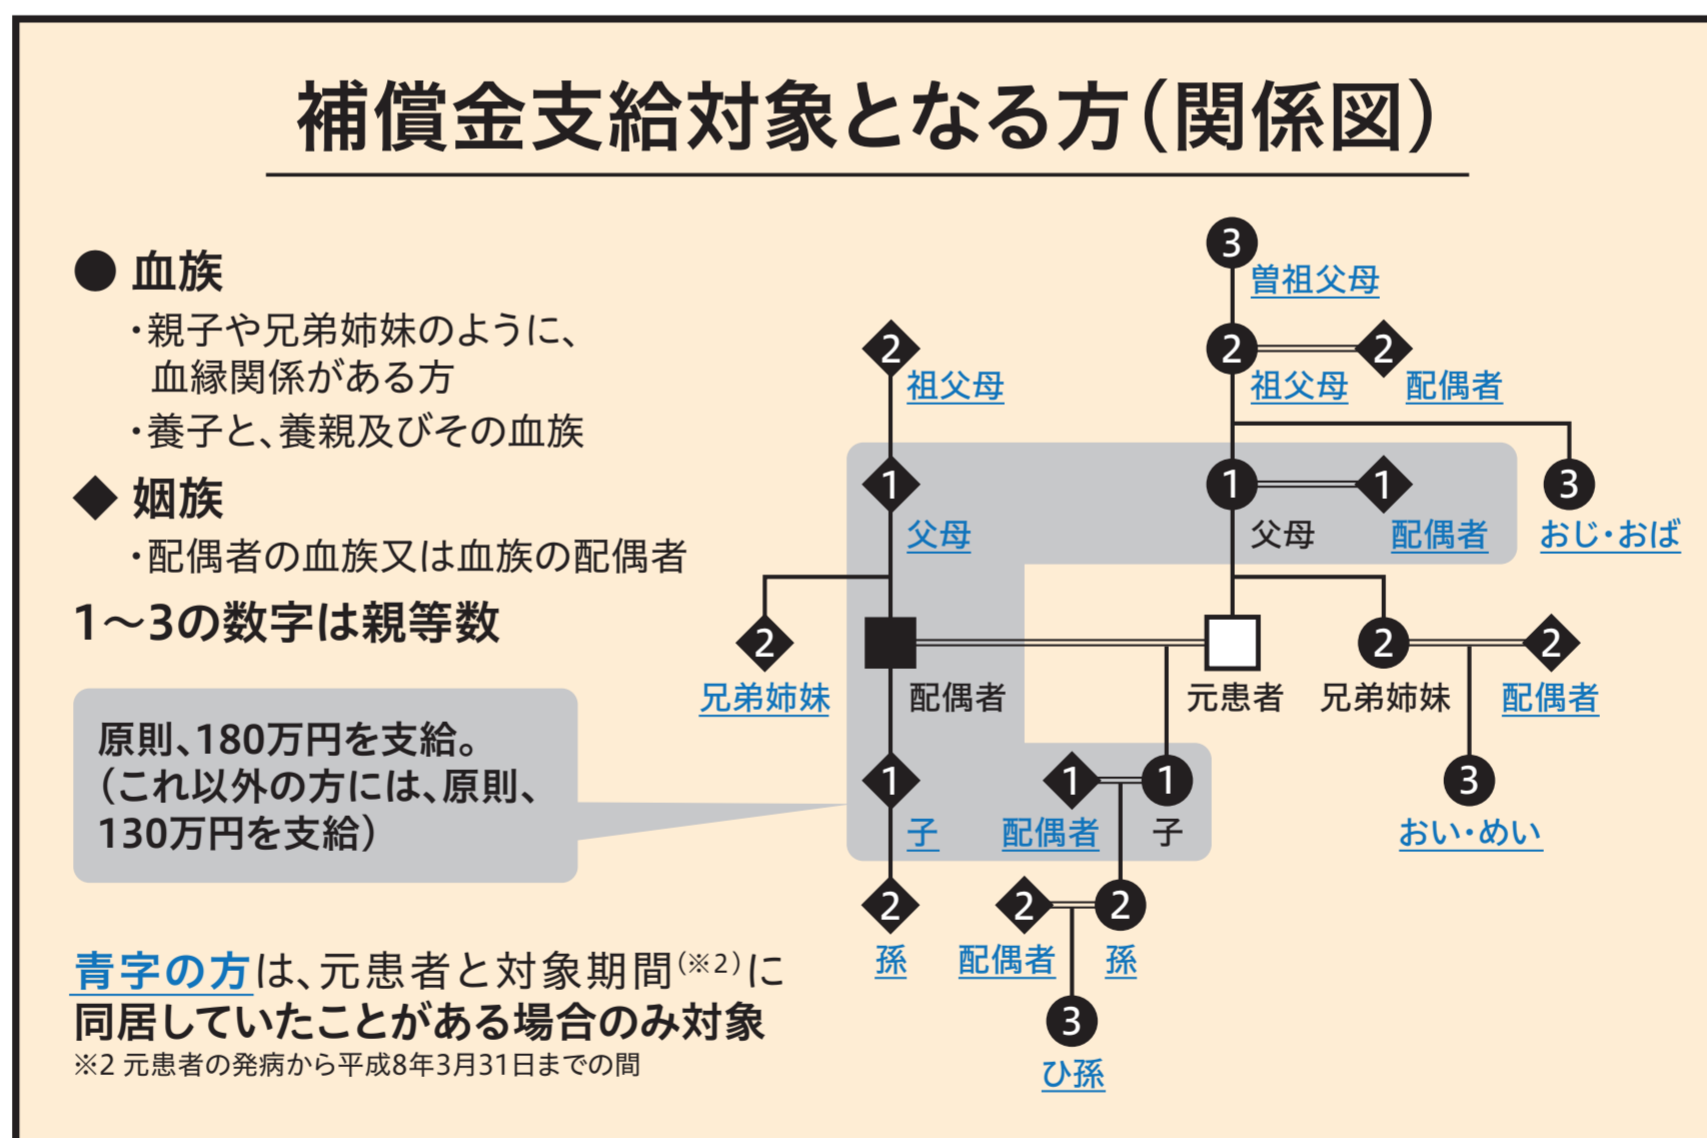 補償金支給対象となる方(関係図)
● 血族
・親子や兄弟姉妹のように、
血縁関係がある方
・養子と、養親及びその血族
◆ 姻族
・配偶者の血族又は血族の配偶者
1～3の数字は親等数
原則、180万円を支給。
(これ以外の方には、原則、
130万円を支給)
青字の方は、元患者と対象期間(※2)に
同居していたことがある場合のみ対象
※2 元患者の発病から平成8年3月31日までの間
3
曽祖父母
2 2 2
祖父母 祖父母 配偶者
1 1 1 3
父母 父母 配偶者 おじ・おば
2 2 2
兄弟姉妹 配偶者 元患者 兄弟姉妹 配偶者
1 1 1 3
子 配偶者 子 おい・めい
2 2 2
孫 配偶者 孫
3
ひ孫